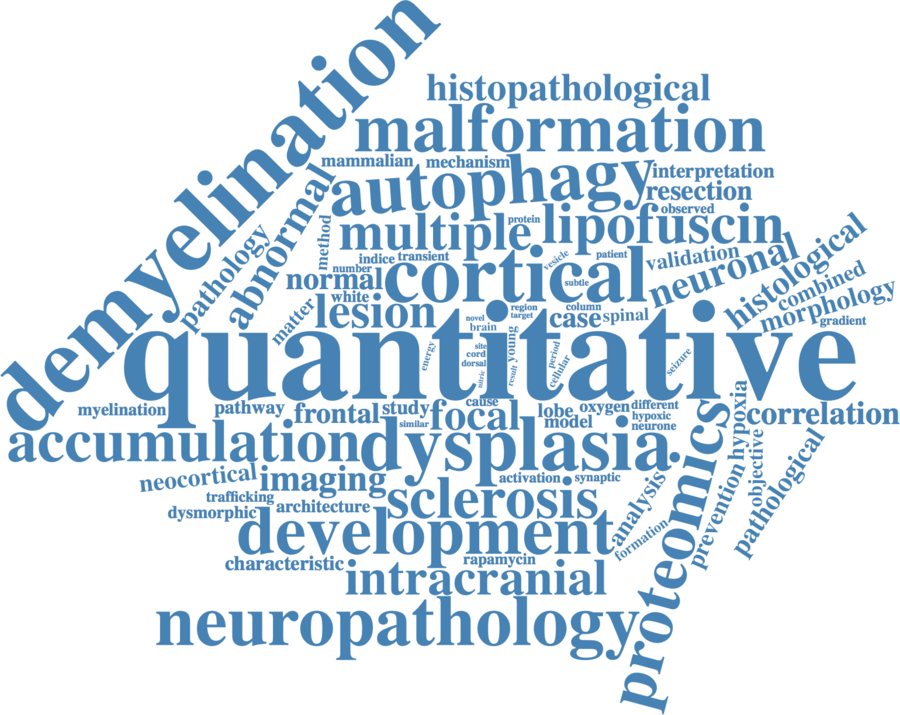 demyelination
histopathological
malformation
mammalian
mechanism
autophagy
interpretation
resection
abnormal
observed
protein
multiple
lipofuscin
method
pathology
indice
transient
vesicle
patient
validation
neuronal
histological
number
normal
cortical
subtle
combined
morphology
white
matter
lesion
region
target
column
case
spinal
gradient
novel
brain
quantitative
young
energy
site
cord
dorsal
nitric
result
period
cellular
seizure
cause
myelination
pathway
frontal
study
similar
focal
lobe
model
oxygen
different
hypoxic
neurone
hypoxia
correlation
accumulation
dysplasia
neocortical
imaging
activation
synaptic
analysis
proteomics
prevention
objective
pathological
trafficking
dysmorphic
architecture
sclerosis
development
formation
characteristic
rapamycin
intracranial
neuropathology